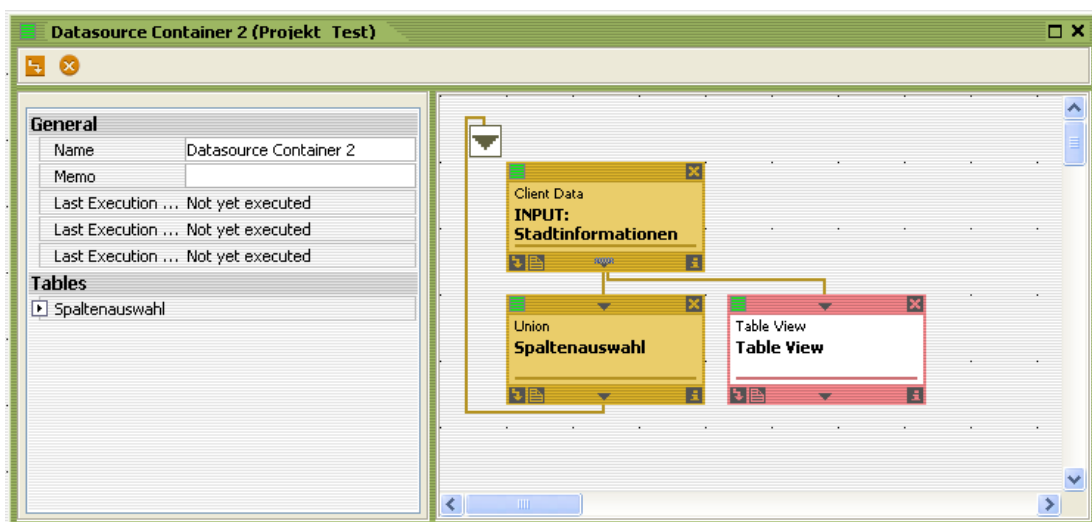 Datasource Container 2 (Projekt Test)
General
Name Datasource Container 2
Memo
Last Execution ... Not yet executed
Last Execution ... Not yet executed
Last Execution ... Not yet executed
Tables
Spaltenauswahl
Client Data
INPUT:
Stadtinformationen
Union
Spaltenauswahl
Table View
Table View